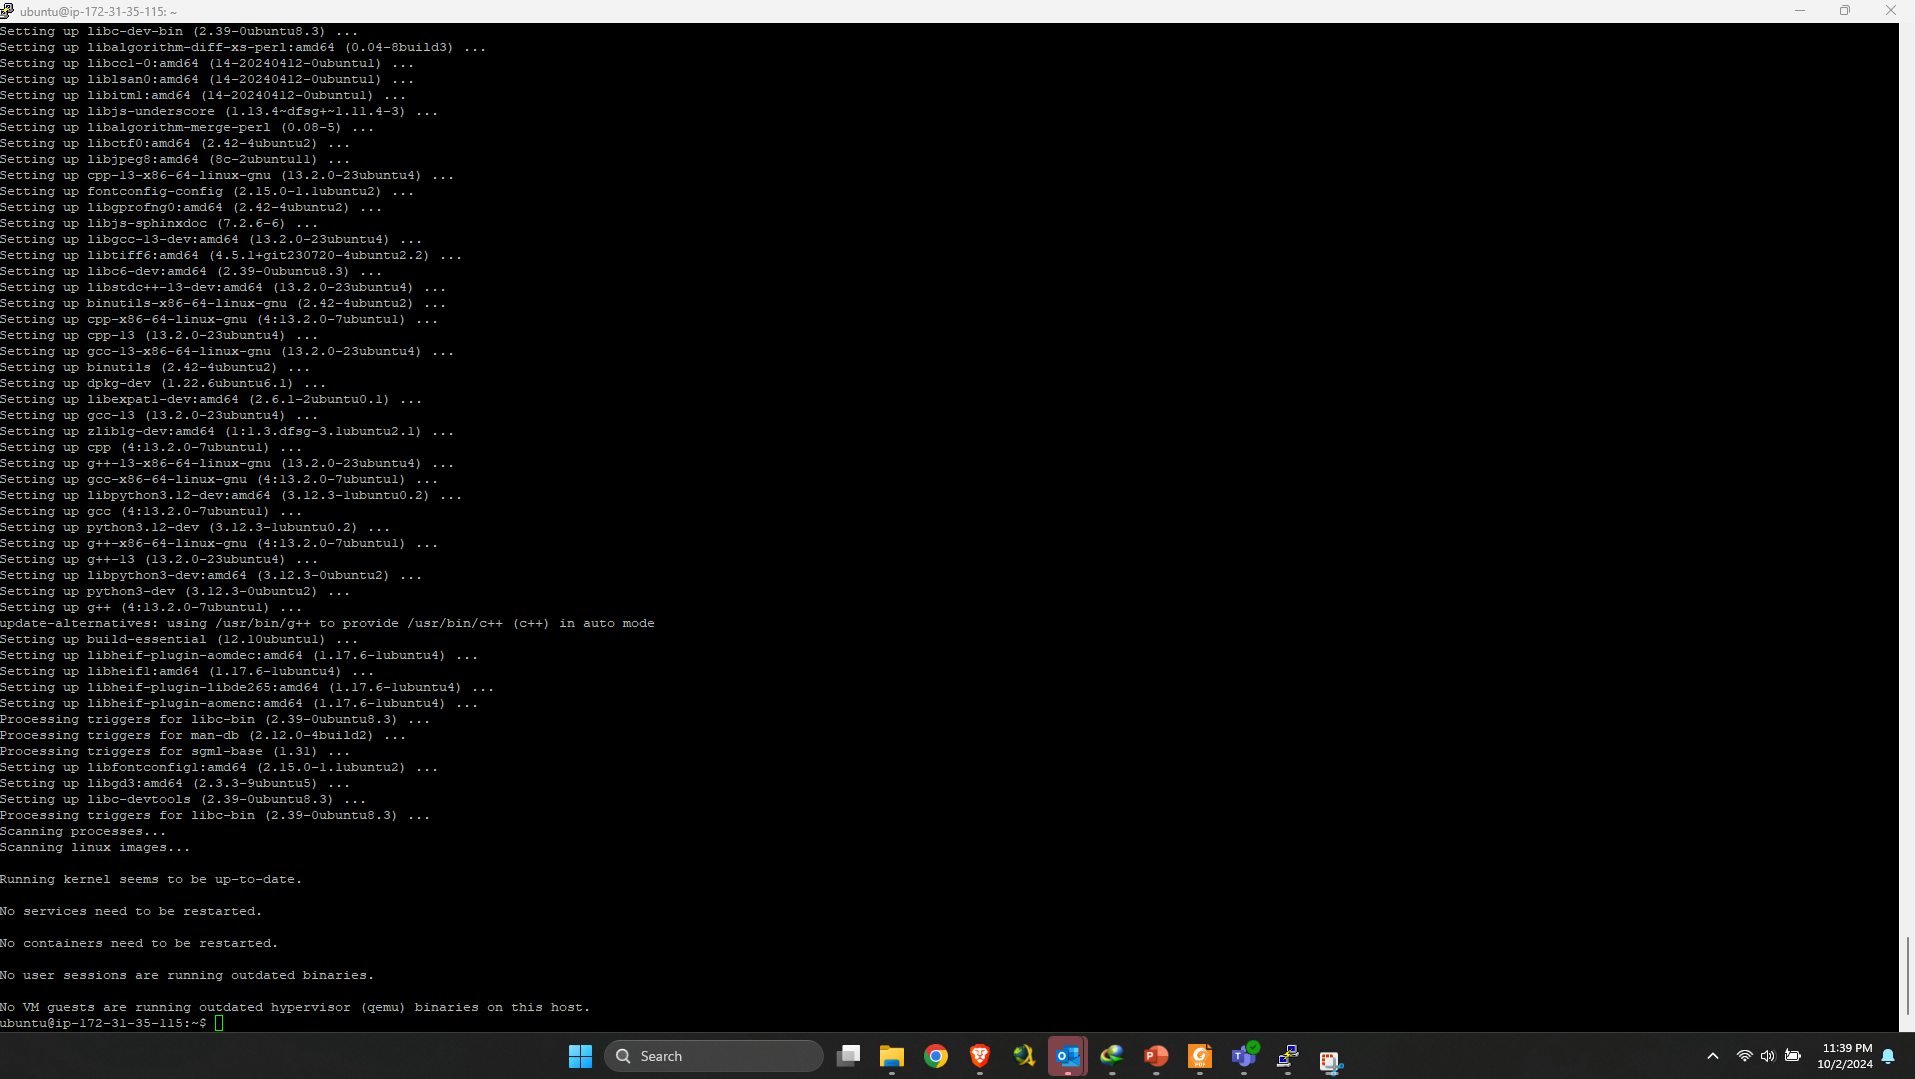 ubuntu@ip-172-31-35-115: ~
Setting up libc-dev-bin (2.39-0ubuntu8.3) ...
Setting up libalgorithm-diff-xs-perl:amd64 (0.04-8build3) ...
Setting up libcc1-0:amd64 (14-20240412-0ubuntu1) ...
Setting up liblsan0:amd64 (14-20240412-0ubuntu1) ...
Setting up libitm1:amd64 (14-20240412-0ubuntu1) ...
Setting up libjs-underscore (1.13.4~dfsg+~1.11.4-3) ...
Setting up libalgorithm-merge-perl (0.08-5) ...
Setting up libctf0:amd64 (2.42-4ubuntu2) ...
Setting up libjpeg8:amd64 (8c-2ubuntu11) ...
Setting up cpp-13-x86-64-linux-gnu (13.2.0-23ubuntu4) ...
Setting up fontconfig-config (2.15.0-1.1ubuntu2) ...
Setting up libgprofng0:amd64 (2.42-4ubuntu2) ...
Setting up libjs-sphinxdoc (7.2.6-6) ...
Setting up libgcc-13-dev:amd64 (13.2.0-23ubuntu4) ...
Setting up libtiff6:amd64 (4.5.1+git230720-4ubuntu2.2) ...
Setting up libc6-dev:amd64 (2.39-0ubuntu8.3) ...
Setting up libstdc++-13-dev:amd64 (13.2.0-23ubuntu4) ...
Setting up binutils-x86-64-linux-gnu (2.42-4ubuntu2) ...
Setting up cpp-x86-64-linux-gnu (4:13.2.0-7ubuntu1) ...
Setting up cpp-13 (13.2.0-23ubuntu4) ...
Setting up gcc-13-x86-64-linux-gnu (13.2.0-23ubuntu4) ...
Setting up binutils (2.42-4ubuntu2) ...
Setting up dpkg-dev (1.22.6ubuntu6.1) ...
Setting up libexpat1-dev:amd64 (2.6.1-2ubuntu0.1) ...
Setting up gcc-13 (13.2.0-23ubuntu4) ...
Setting up zlib1g-dev:amd64 (1:1.3.dfsg-3.1ubuntu2.1) ...
Setting up cpp (4:13.2.0-7ubuntu1) ...
Setting up g++-13-x86-64-linux-gnu (13.2.0-23ubuntu4) ...
Setting up gcc-x86-64-linux-gnu (4:13.2.0-7ubuntu1) ...
Setting up libpython3.12-dev:amd64 (3.12.3-1ubuntu0.2) ...
Setting up gcc (4:13.2.0-7ubuntu1) ...
Setting up python3.12-dev (3.12.3-1ubuntu0.2) ...
Setting up g++-x86-64-linux-gnu (4:13.2.0-7ubuntu1) ...
Setting up g++-13 (13.2.0-23ubuntu4) ...
Setting up libpython3-dev:amd64 (3.12.3-0ubuntu2) ...
Setting up python3-dev (3.12.3-0ubuntu2) ...
Setting up g++ (4:13.2.0-7ubuntu1) ...
update-alternatives: using /usr/bin/g++ to provide /usr/bin/c++ (c++) in auto mode
Setting up build-essential (12.10ubuntu1) ...
Setting up libheif-plugin-aomdec:amd64 (1.17.6-1ubuntu4) ...
Setting up libheif1:amd64 (1.17.6-1ubuntu4) ...
Setting up libheif-plugin-libde265:amd64 (1.17.6-1ubuntu4) ...
Setting up libheif-plugin-aomenc:amd64 (1.17.6-1ubuntu4) ...
Processing triggers for libc-bin (2.39-0ubuntu8.3) ...
Processing triggers for man-db (2.12.0-4build2) ...
Processing triggers for sgml-base (1.31) ...
Setting up libfontconfig1:amd64 (2.15.0-1.1ubuntu2) ...
Setting up libgd3:amd64 (2.3.3-9ubuntu5) ...
Setting up libc-devtools (2.39-0ubuntu8.3) ...
Processing triggers for libc-bin (2.39-0ubuntu8.3) ...
Scanning processes...
Scanning linux images...
Running kernel seems to be up-to-date.
No services need to be restarted.
No containers need to be restarted.
No user sessions are running outdated binaries.
No VM guests are running outdated hypervisor (qemu) binaries on this host.
ubuntu@ip-172-31-35-115:~$
Search
11:39 PM
10/2/2024